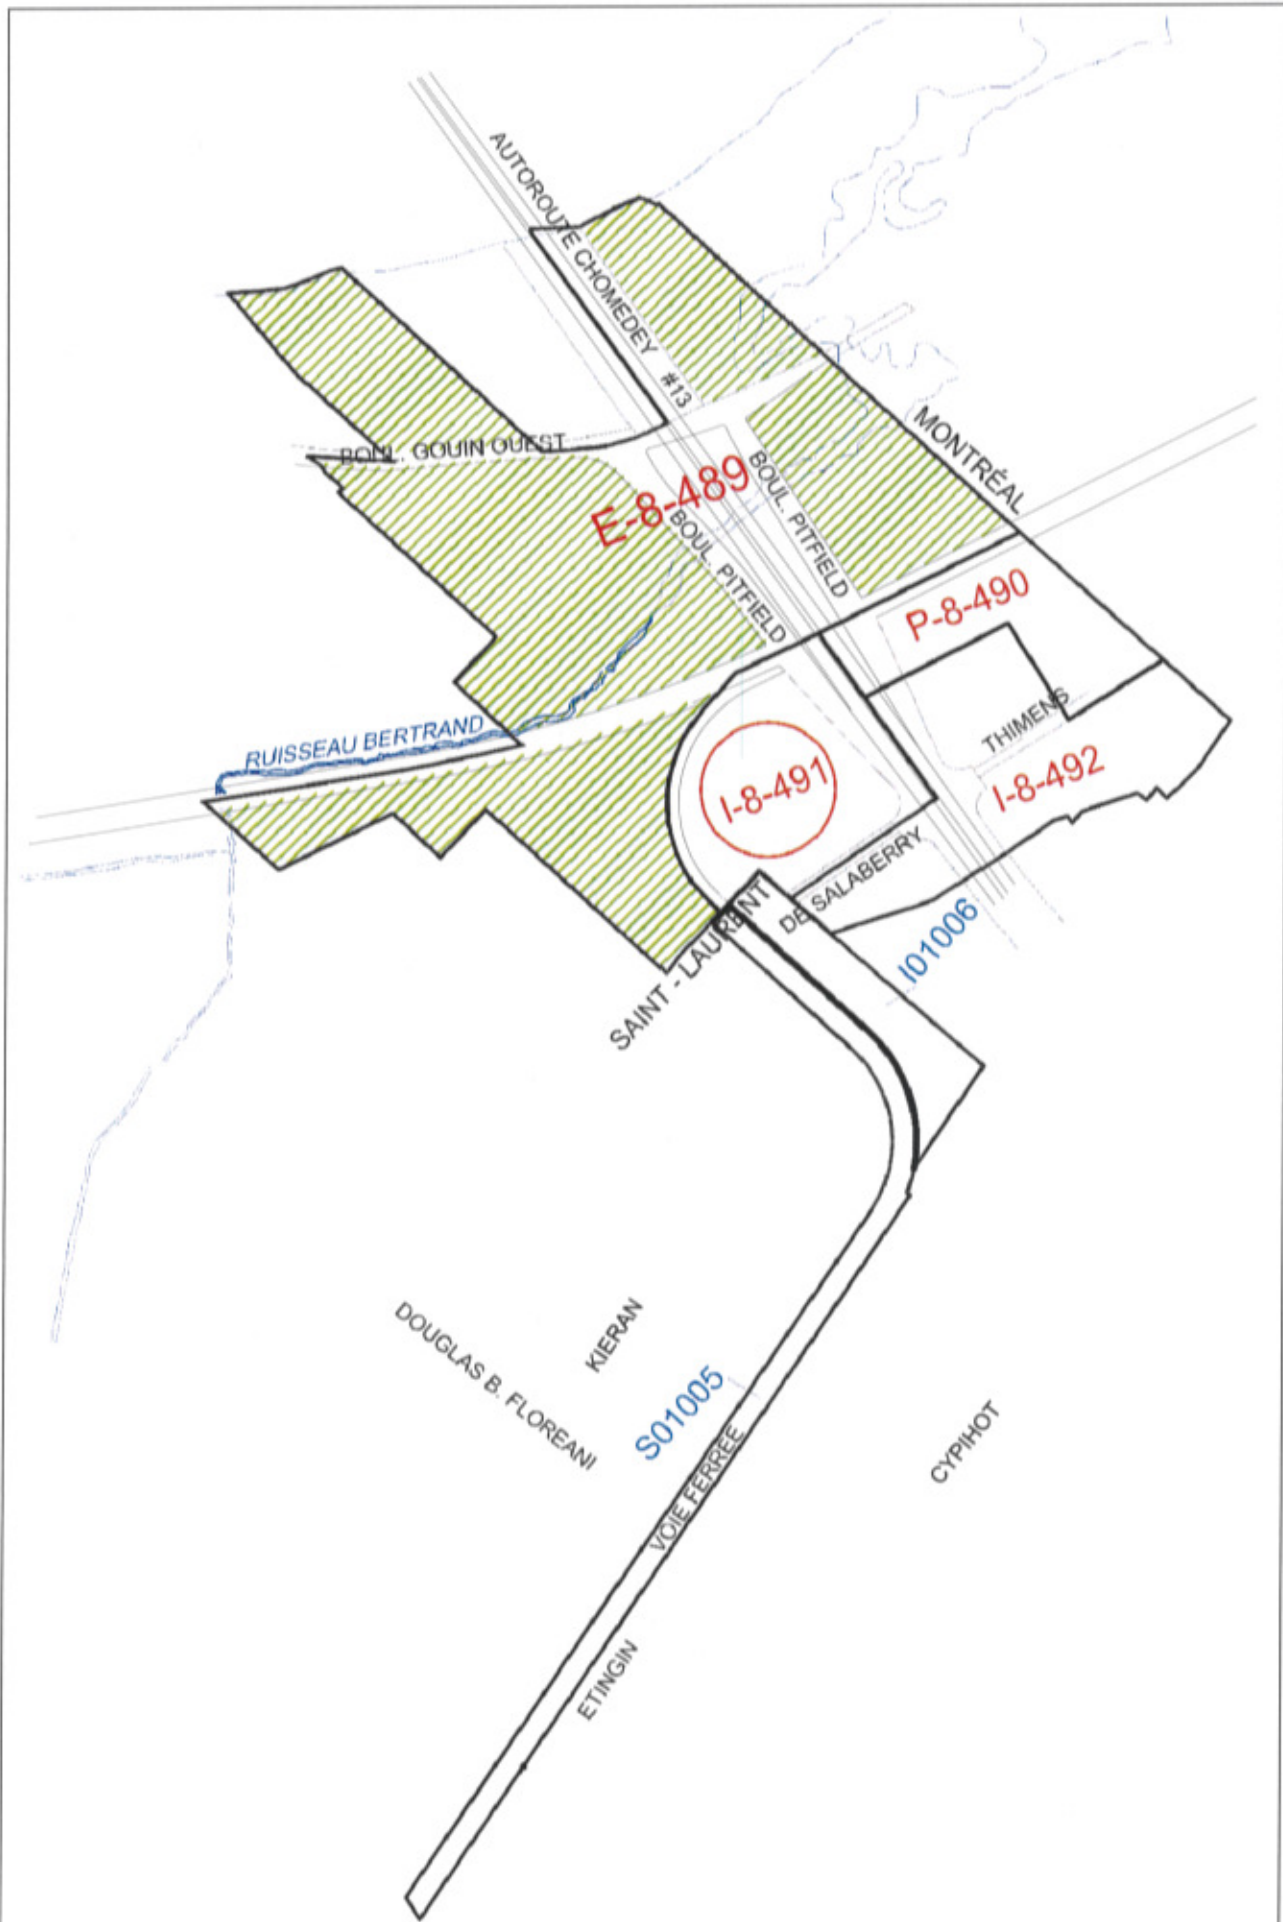 AUTOROUTE CHOMEDEY #13
BOUL. GOUIN OUEST
MONTRÉAL
E-8-489
BOUL. PITFIELD
BOUL. PITFIELD
P-8-490
THIMENS
RUISSEAU BERTRAND
I-8-491
I-8-492
DE SALABERRY
SAINT - LAURENT
I01006
KIERAN
DOUGLAS B. FLOREANI
S01005
CYPIHOT
VOIE FERRÉE
ETINGIN